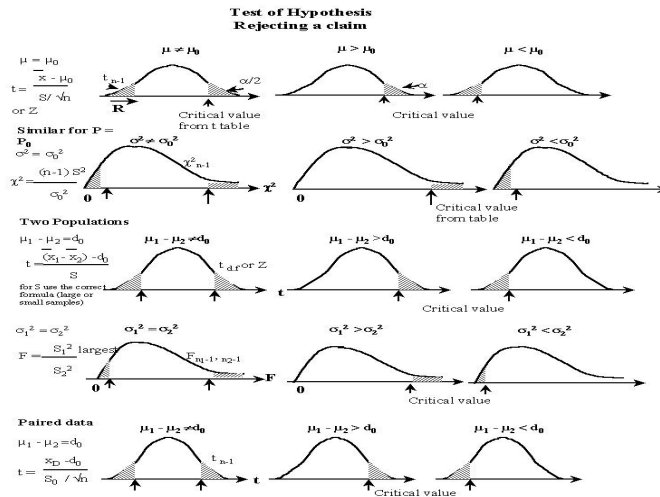 Test of Hypothesis
Rejecting a claim
μ = μ₀
t = (x̄ - μ₀) / (S/√n)
or Z
μ ≠ μ₀
t n-1
α/2
R
Critical value
from t table
μ > μ₀
α
μ < μ₀
Similar for P =
P₀
σ² = σ₀²
χ² = (n-1) S² / σ₀²
σ² ≠ σ₀²
χ² n-1
0
χ²
σ² > σ₀²
0
Critical value
from table
σ² < σ₀²
0
Two Populations
μ₁ - μ₂ = d₀
t = ((x̄₁ - x̄₂) - d₀) / S
for S use the correct
formula (large or
small samples)
μ₁ - μ₂ ≠ d₀
t d.f or Z
t
μ₁ - μ₂ > d₀
Critical value
μ₁ - μ₂ < d₀
σ₁² = σ₂²
F = S₁² largest / S₂²
σ₁² = σ₂²
F n₁-1, n₂-1
0
F
σ₁² > σ₂²
0
Critical value
σ₁² < σ₂²
0
Paired data
μ₁ - μ₂ = d₀
t = (x̄_D - d₀) / (S₀ / √n)
μ₁ - μ₂ ≠ d₀
t n-1
t
μ₁ - μ₂ > d₀
Critical value
μ₁ - μ₂ < d₀